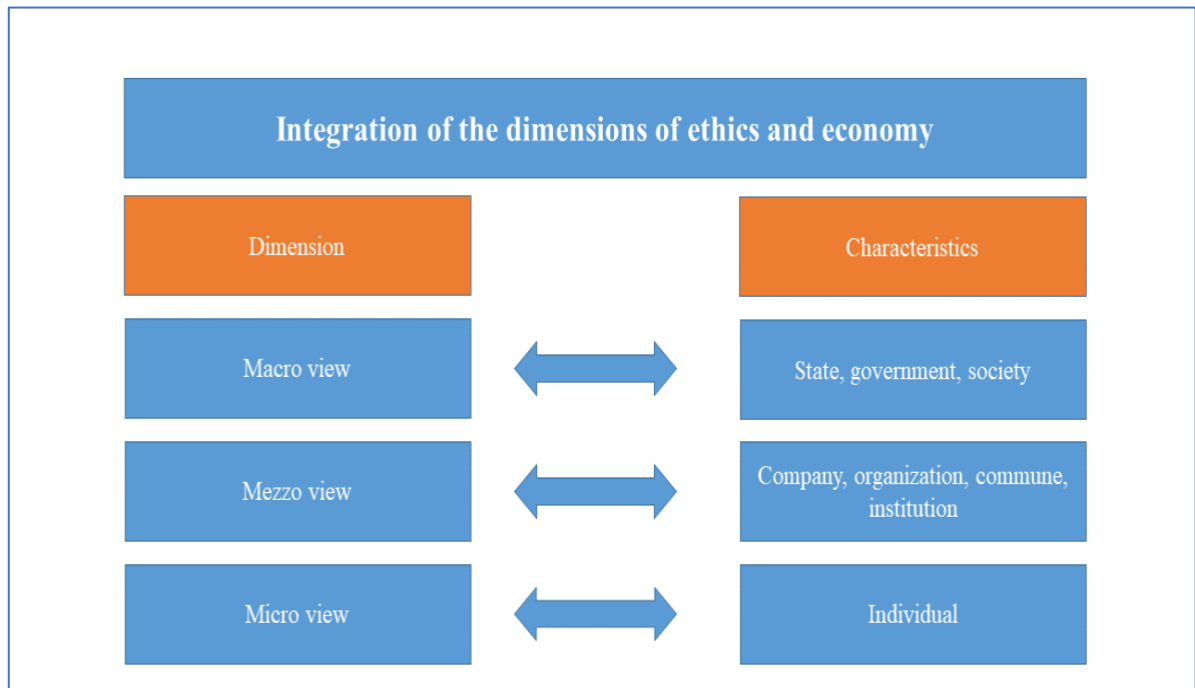 Integration of the dimensions of ethics and economy
Dimension
Characteristics
Macro view
State, government, society
Mezzo view
Company, organization, commune,
institution
Micro view
Individual